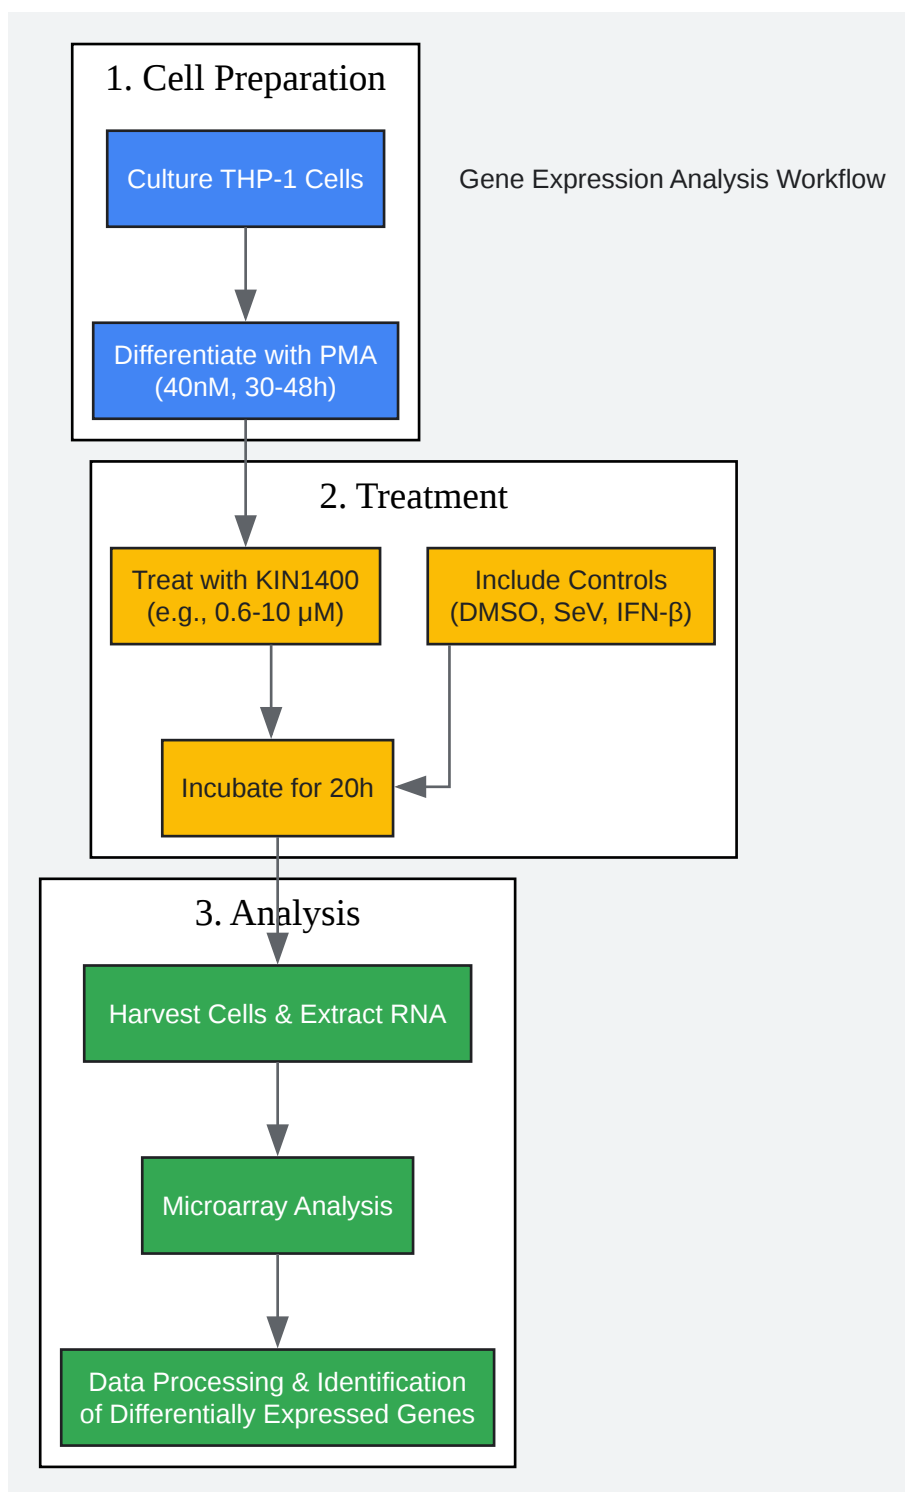 1. Cell Preparation
Culture THP-1 Cells
Gene Expression Analysis Workflow
Differentiate with PMA
(40nM, 30-48h)
2. Treatment
Treat with KIN1400
(e.g., 0.6-10 μM)
Include Controls
(DMSO, SeV, IFN-β)
Incubate for 20h
3. Analysis
Harvest Cells & Extract RNA
Microarray Analysis
Data Processing & Identification
of Differentially Expressed Genes